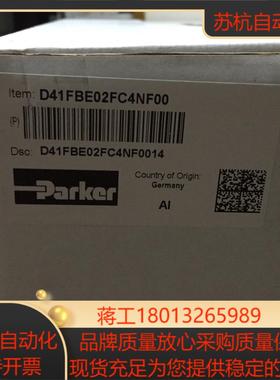 苏杭自动
Item: D41FBE02FC4NF00
(P)
Dsc: D41FBE02FC4NF0014
Parker
Country of Origin:
Germany
AI
蒋工18013265989
自动化
品牌质量放心采购质量保
可开票
现货充足为您提供稳定的